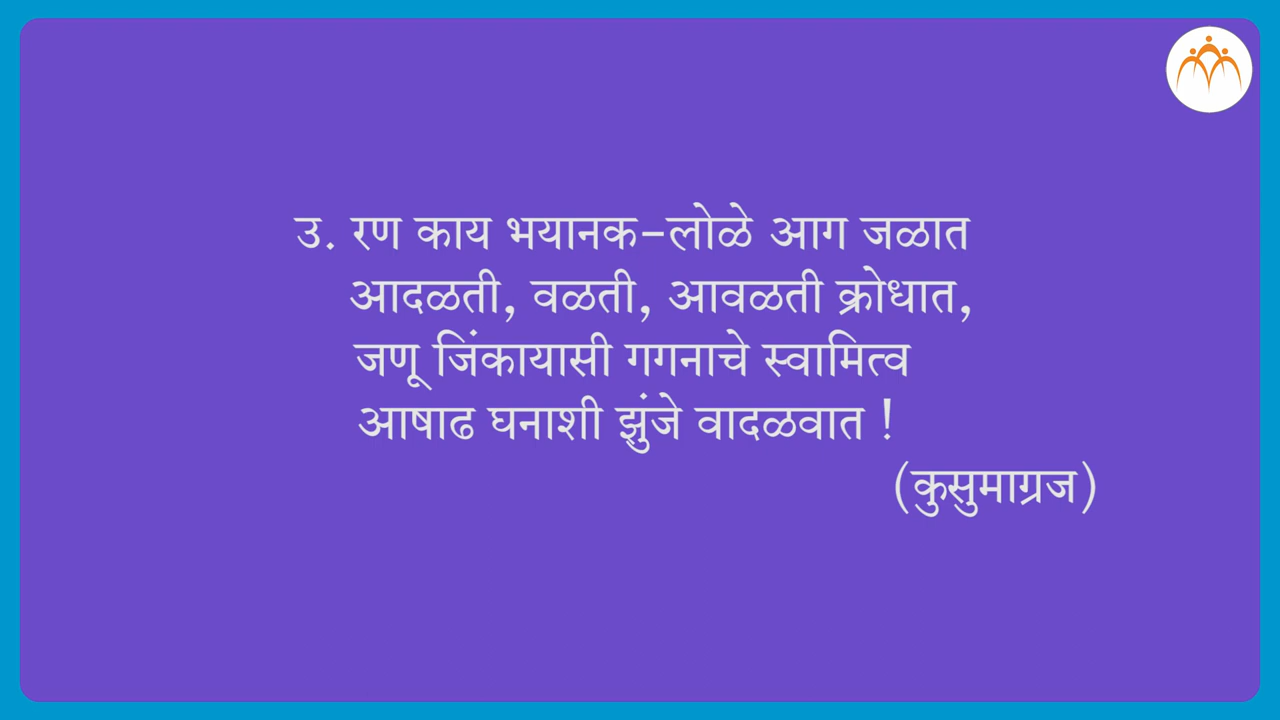 उ. रण काय भयानक-लोळे आग जळात
आदळती, वळती, आवळती क्रोधात,
जणू जिंकायासी गगनाचे स्वामित्व
आषाढ घनाशी झुंजे वादळवात !
(कुसुमाग्रज)